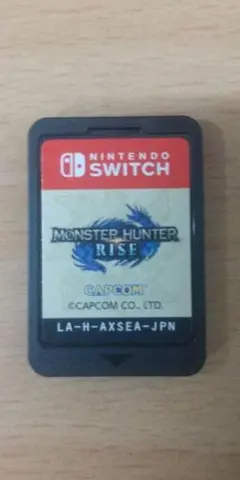 NINTENDO
SWITCH
MONSTER HUNTER
RISE
CAPCOM
©CAPCOM CO., LTD.
LA-H-AXSEA-JPN